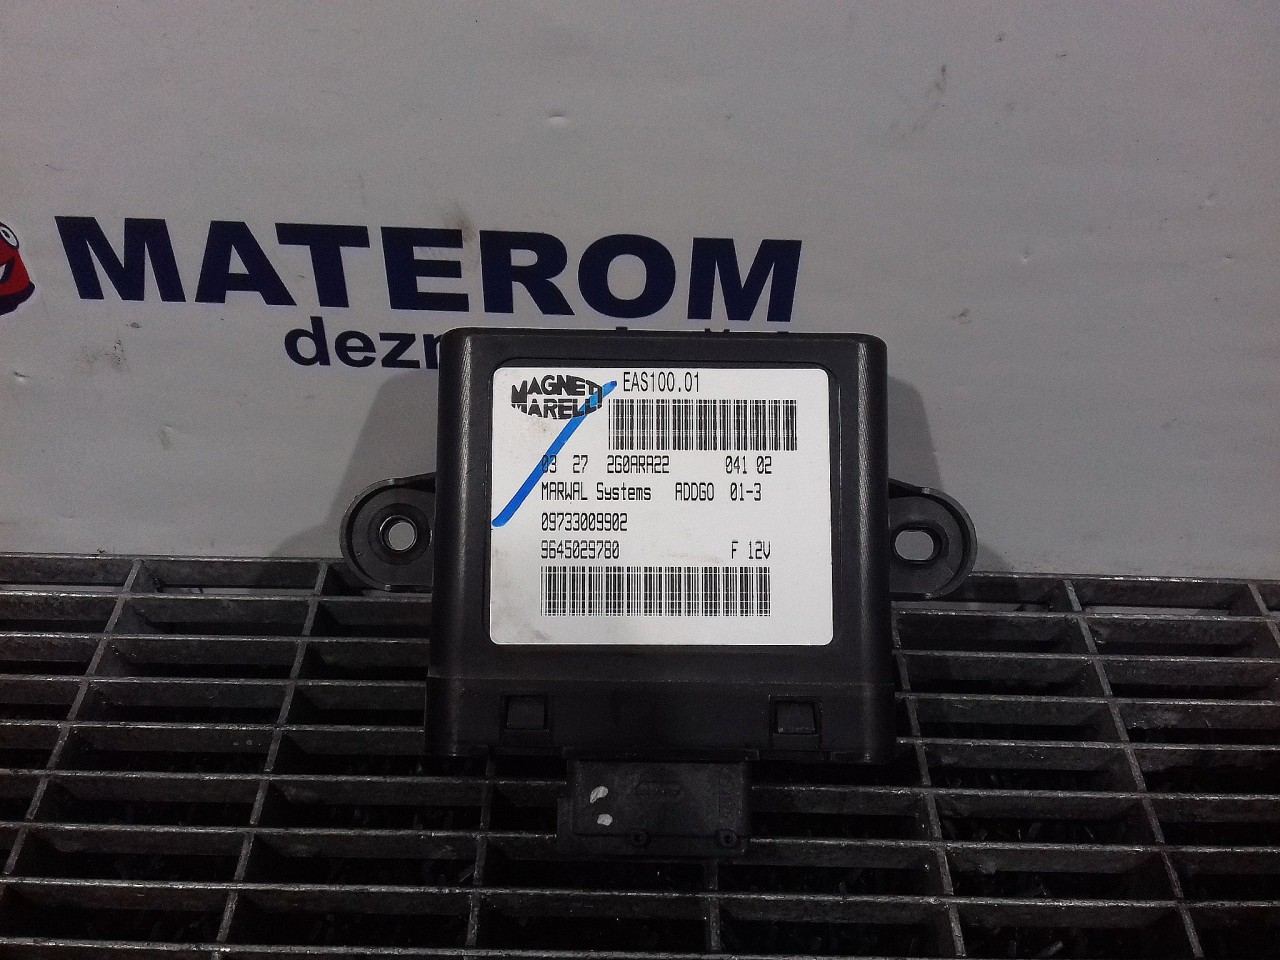 MATEROM
MAGNETI
MARELLI
EAS100.01
03 27 2G0ARA22 041 02
MARWAL Systems ADDGO 01-3
09733009902
9645029780 F 12V